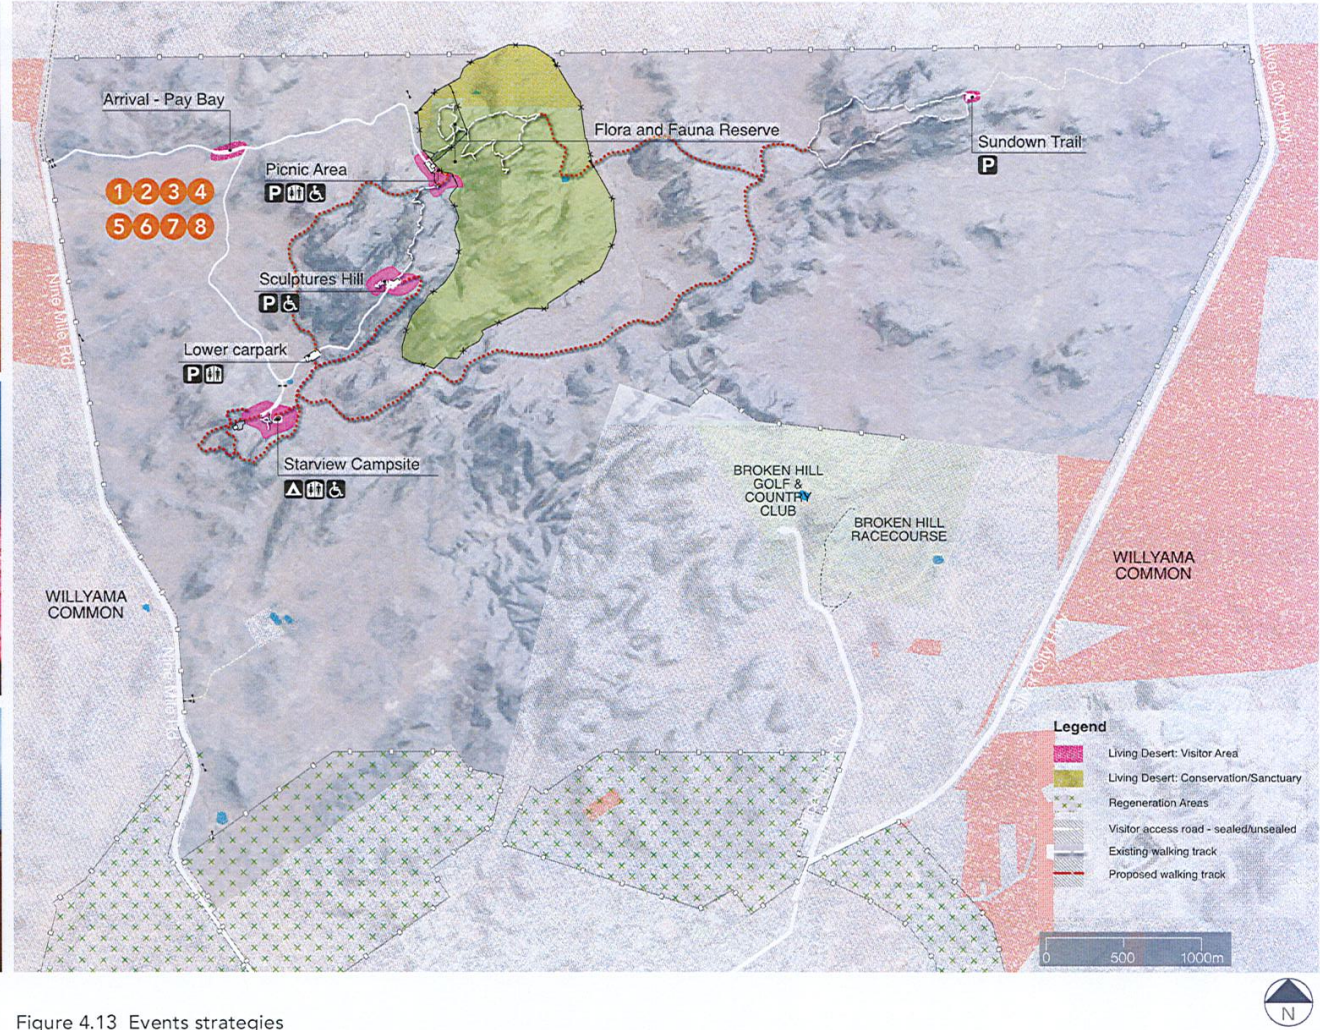 Arrival - Pay Bay
Flora and Fauna Reserve
Sundown Trail
P
Picnic Area
P
1 2 3 4
5 6 7 8
Sculptures Hill
P
Nine Mile Rd
Lower carpark
P
Starview Campsite
BROKEN HILL
GOLF &
COUNTRY
CLUB
BROKEN HILL
RACECOURSE
WILLYAMA
COMMON
WILLYAMA
COMMON
Legend
Living Desert: Visitor Area
Living Desert: Conservation/Sanctuary
Regeneration Areas
Visitor access road - sealed/unsealed
Existing walking track
Proposed walking track
0 500 1000m
N
Figure 4.13 Events strategies